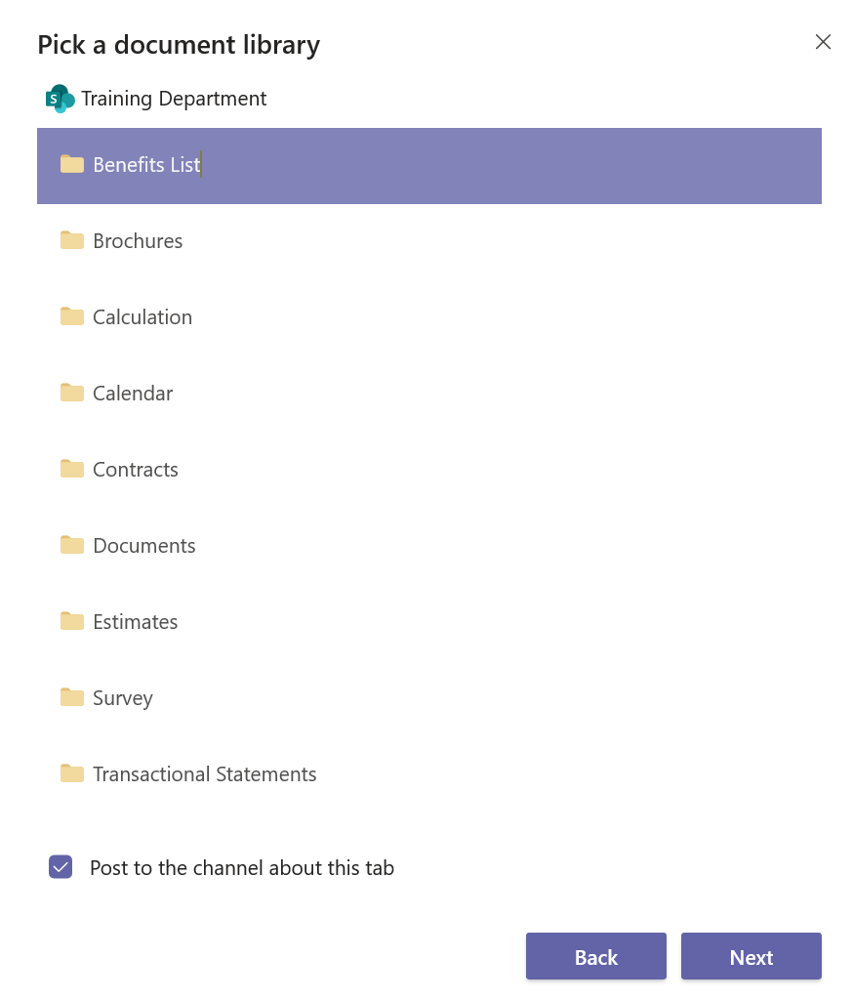 Pick a document library
S Training Department
Benefits List
Brochures
Calculation
Calendar
Contracts
Documents
Estimates
Survey
Transactional Statements
Post to the channel about this tab
Back Next